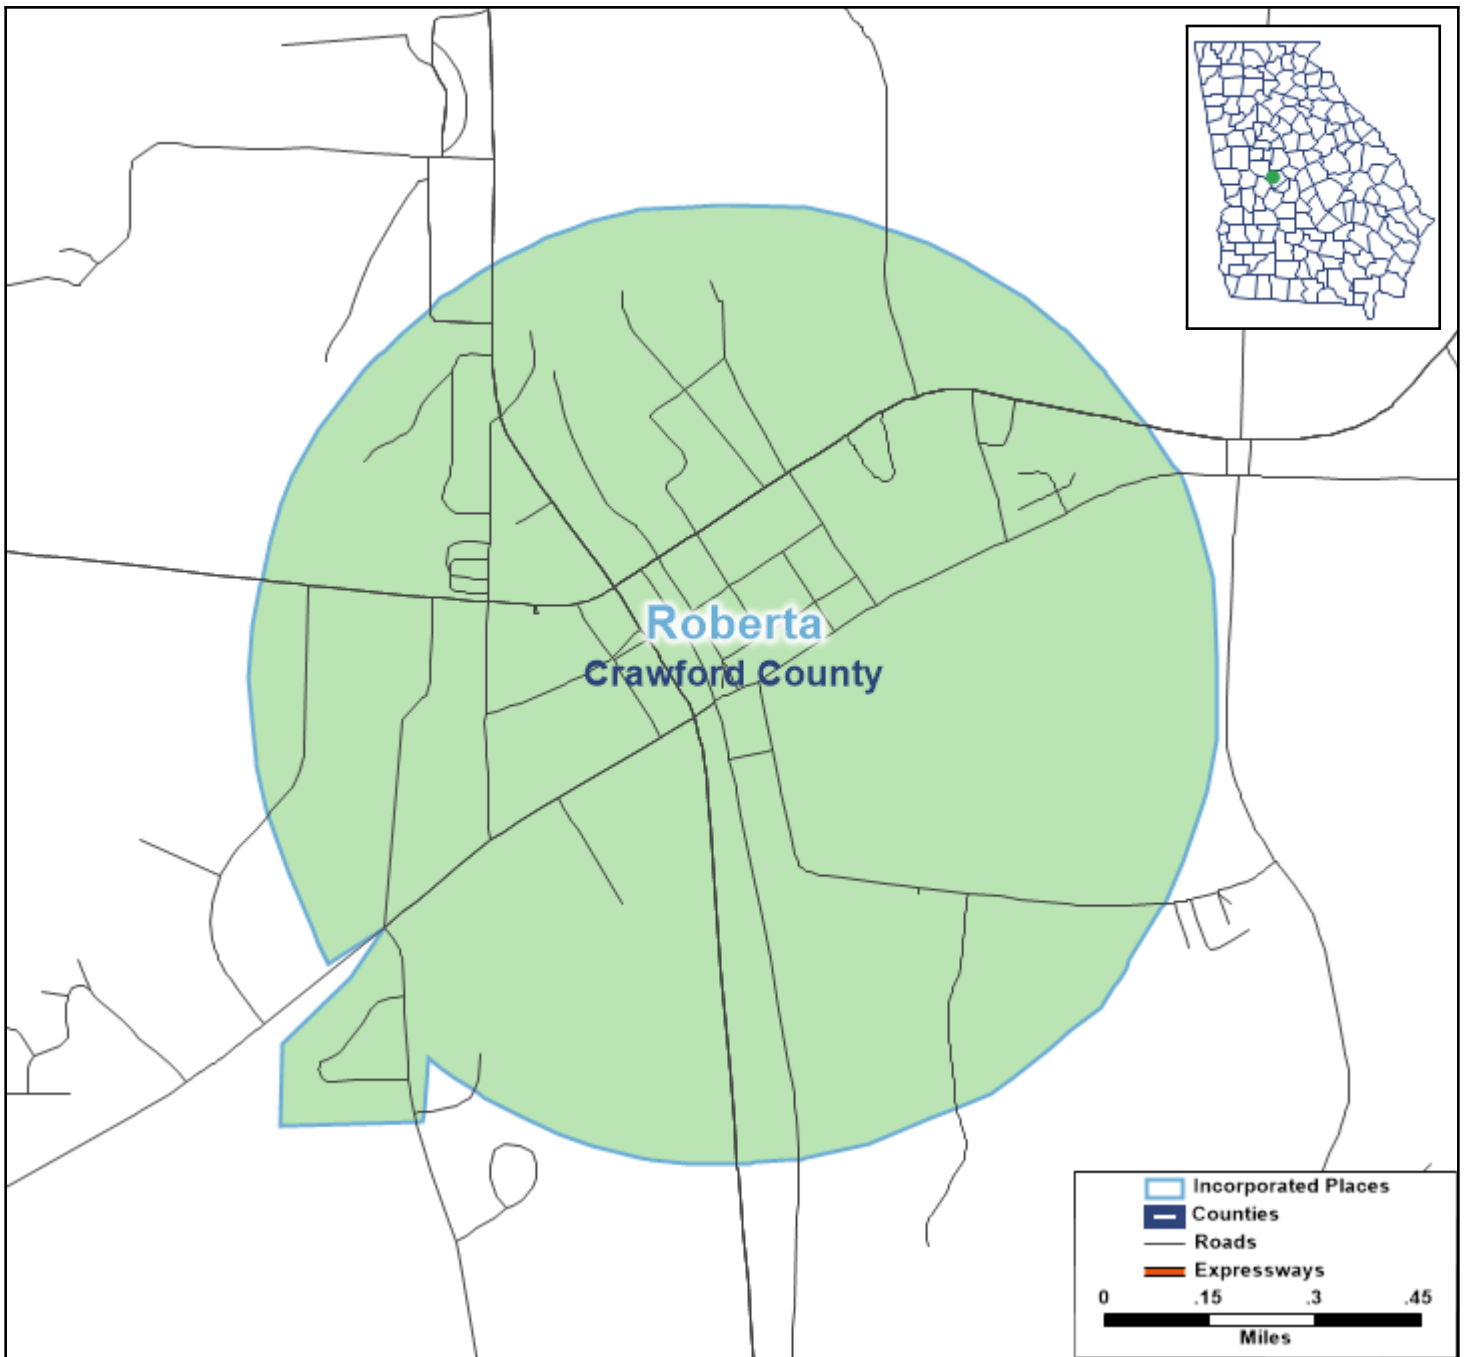 Roberta
Crawford County
Incorporated Places
Counties
Roads
Expressways
0 .15 .3 .45
Miles